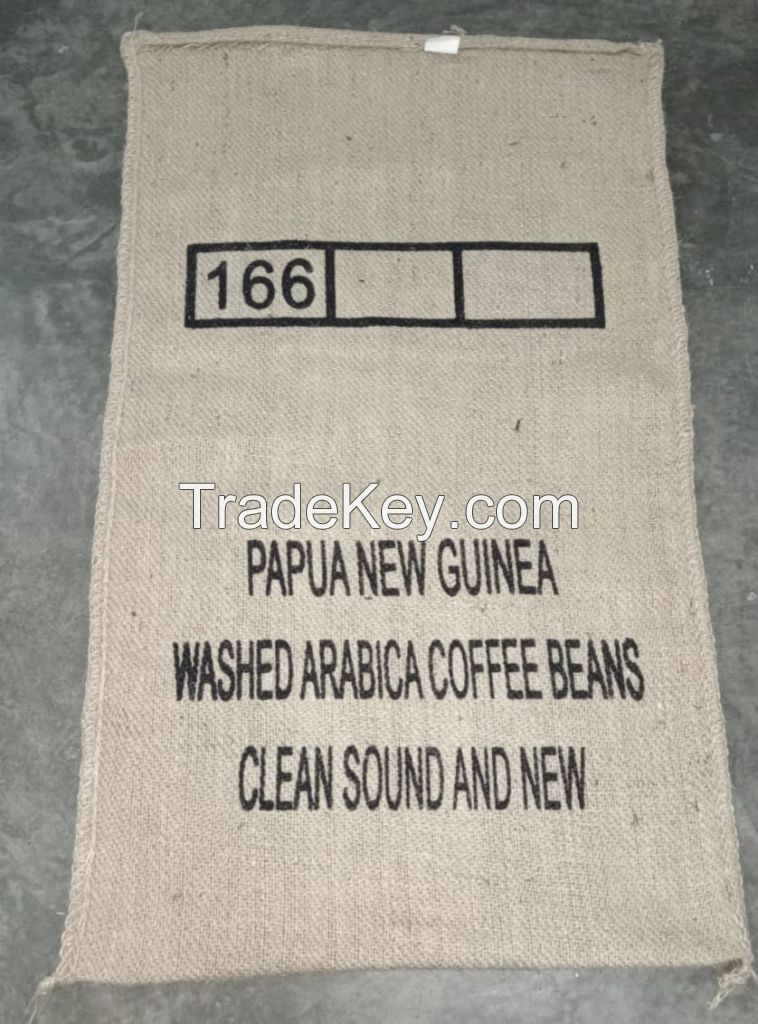 166
TradeKey.com
PAPUA NEW GUINEA
WASHED ARABICA COFFEE BEANS
CLEAN SOUND AND NEW